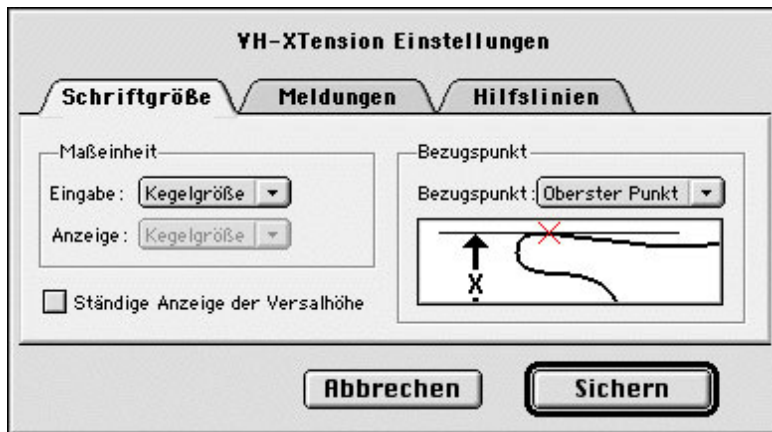 VH-XTension Einstellungen
Schriftgröße Meldungen Hilfslinien
Maßeinheit
Eingabe: Kegelgröße
Anzeige: Kegelgröße
Ständige Anzeige der Versalhöhe
Bezugspunkt
Bezugspunkt: Oberster Punkt
X
Abbrechen Sichern